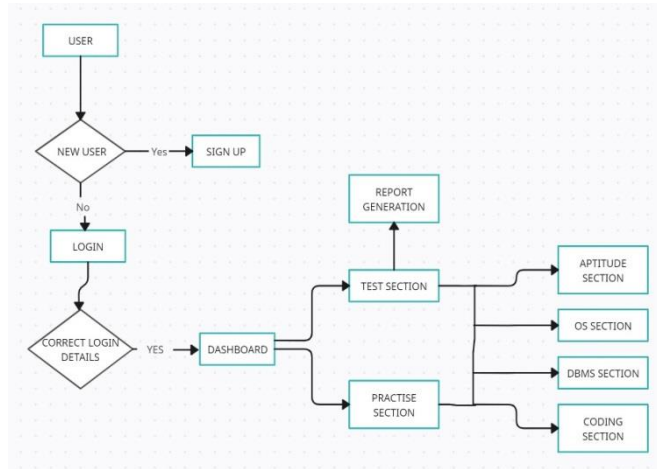 USER
NEW USER
Yes
SIGN UP
No
LOGIN
CORRECT LOGIN
DETAILS
YES
DASHBOARD
REPORT
GENERATION
TEST SECTION
PRACTISE
SECTION
APTITUDE
SECTION
OS SECTION
DBMS SECTION
CODING
SECTION